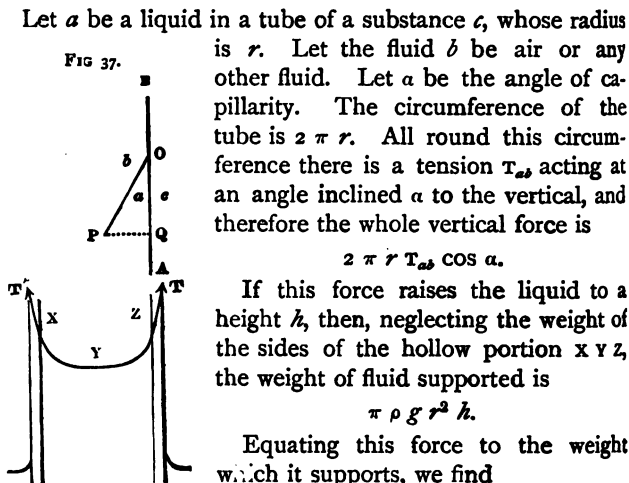 Let a be a liquid in a tube of a substance c, whose radius
is r. Let the fluid b be air or any
other fluid. Let α be the angle of ca-
pillarity. The circumference of the
tube is 2 π r. All round this circum-
ference there is a tension Tab acting at
an angle inclined α to the vertical, and
therefore the whole vertical force is
2 π r Tab cos α.
If this force raises the liquid to a
height h, then, neglecting the weight of
the sides of the hollow portion X Y Z,
the weight of fluid supported is
π ρ g r² h.
Equating this force to the weight
which it supports, we find
FIG 37.
B
b
O
a
c
P
Q
A
T'
T
X
Z
Y